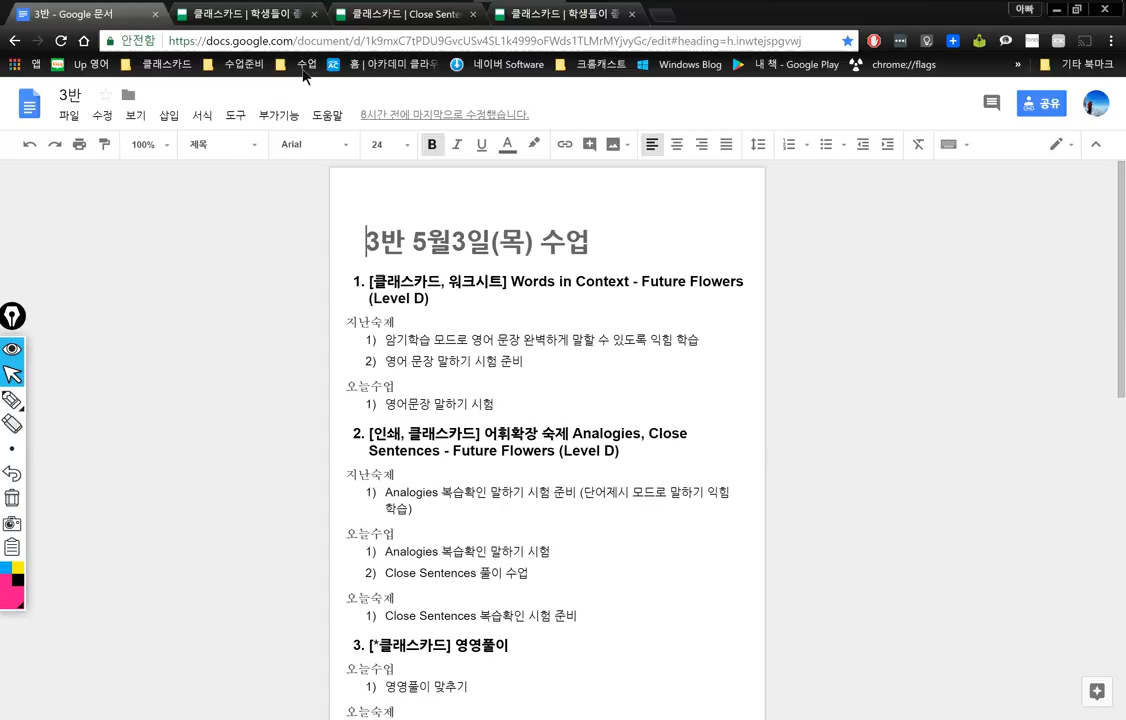 3반 - Google 문서
클래스카드 | 학생들이 즐
클래스카드 | Close Senten
클래스카드 | 학생들이 즐
아빠
안전함
https://docs.google.com/document/d/1k9mxC7tPDU9GvcUSv4SL1k4999oFWds1TLMrMYjvyGc/edit#heading=h.inwtejspgvwj
앱
Up 영어
클래스카드
수업준비
수업
홈 | 아카데미 클라우
네이버 Software
크롬캐스트
Windows Blog
내 책 - Google Play
chrome://flags
»
기타 북마크
3반
파일 수정 보기 삽입 서식 도구 부가기능 도움말 8시간 전에 마지막으로 수정했습니다.
공유
100% 제목 Arial 24 B I U A
3반 5월3일(목) 수업
1. [클래스카드, 워크시트] Words in Context - Future Flowers
(Level D)
지난숙제
1) 암기학습 모드로 영어 문장 완벽하게 말할 수 있도록 익힘 학습
2) 영어 문장 말하기 시험 준비
오늘수업
1) 영어문장 말하기 시험
2. [인쇄, 클래스카드] 어휘확장 숙제 Analogies, Close
Sentences - Future Flowers (Level D)
지난숙제
1) Analogies 복습확인 말하기 시험 준비 (단어제시 모드로 말하기 익힘
학습)
오늘수업
1) Analogies 복습확인 말하기 시험
2) Close Sentences 풀이 수업
오늘숙제
1) Close Sentences 복습확인 시험 준비
3. [*클래스카드] 영영풀이
오늘수업
1) 영영풀이 맞추기
오늘숙제